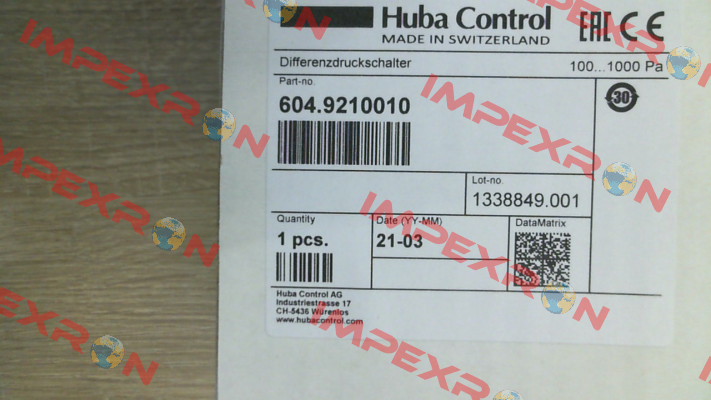 Huba Control
MADE IN SWITZERLAND
EAC CE
Differenzdruckschalter 100...1000 Pa
Part-no.
604.9210010
30
Lot-no.
1338849.001
Quantity
1 pcs.
Date (YY-MM)
21-03
DataMatrix
Huba Control AG
Industriestrasse 17
CH-5436 Würenlos
www.hubacontrol.com
IMPEXRON
IMPEXRON
IMPEXRON
IMPEXRON
IMPEXRON
IMPEXRON
IMPEXRON